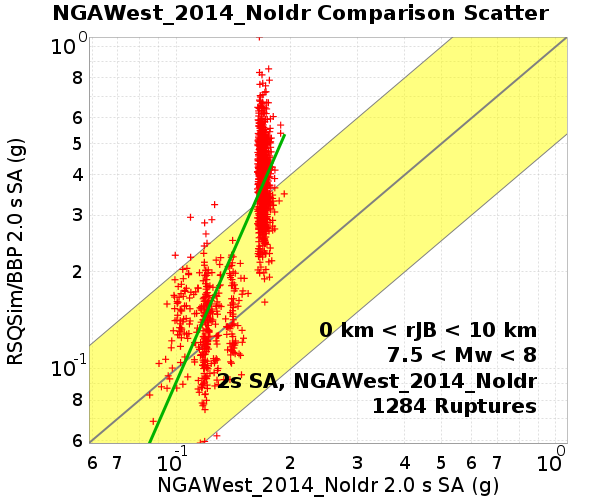 NGAWest_2014_NoIdr Comparison Scatter
RSQSim/BBP 2.0 s SA (g)
10^0
8
6
5
4
3
2
10^-1
8
6
0 km < rJB < 10 km
7.5 < Mw < 8
2s SA, NGAWest_2014_NoIdr
1284 Ruptures
6 7 10^-1 2 3 4 5 6 7 8 10^0
NGAWest_2014_NoIdr 2.0 s SA (g)